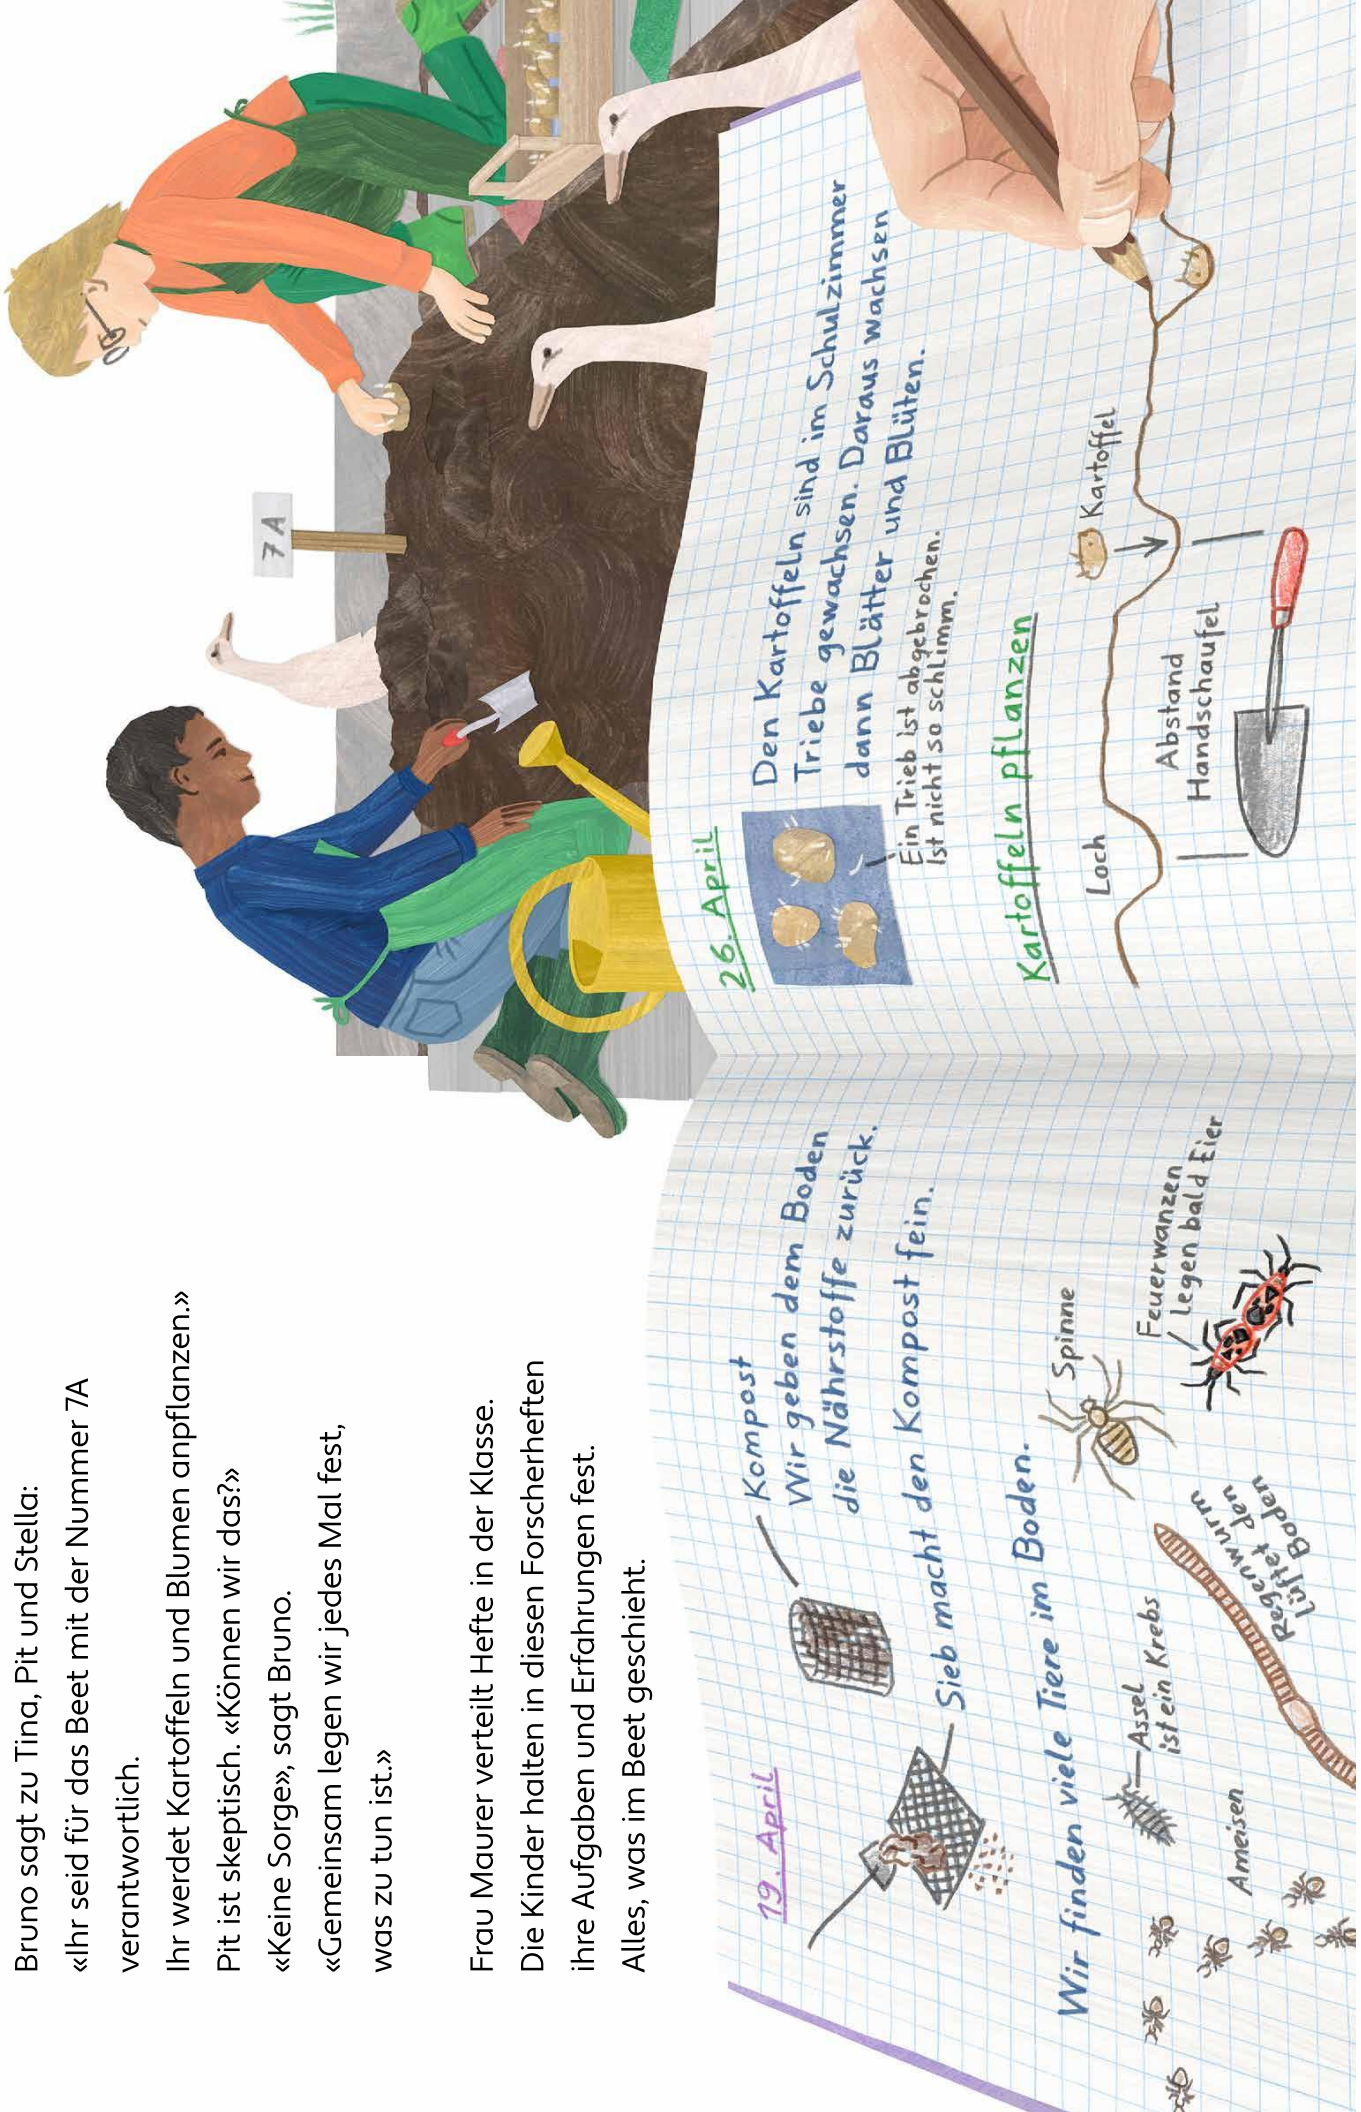 Bruno sagt zu Tina, Pit und Stella:
«Ihr seid für das Beet mit der Nummer 7A
verantwortlich.
Ihr werdet Kartoffeln und Blumen anpflanzen.»
Pit ist skeptisch. «Können wir das?»
«Keine Sorge», sagt Bruno.
«Gemeinsam legen wir jedes Mal fest,
was zu tun ist.»
Frau Maurer verteilt Hefte in der Klasse.
Die Kinder halten in diesen Forscherheften
ihre Aufgaben und Erfahrungen fest.
Alles, was im Beet geschieht.
19. April
Kompost
Wir geben dem Boden
die Nährstoffe zurück.
Sieb macht den Kompost fein.
Wir finden viele Tiere im Boden.
Ameisen
Assel
ist ein Krebs
Regenwurm
lüftet den
Boden
Spinne
Feuerwanzen
legen bald Eier
7A
26. April
Den Kartoffeln sind im Schulzimmer
Triebe gewachsen. Daraus wachsen
dann Blätter und Blüten.
Ein Trieb ist abgebrochen.
Ist nicht so schlimm.
Kartoffeln pflanzen
Loch
Kartoffel
Abstand
Handschaufel